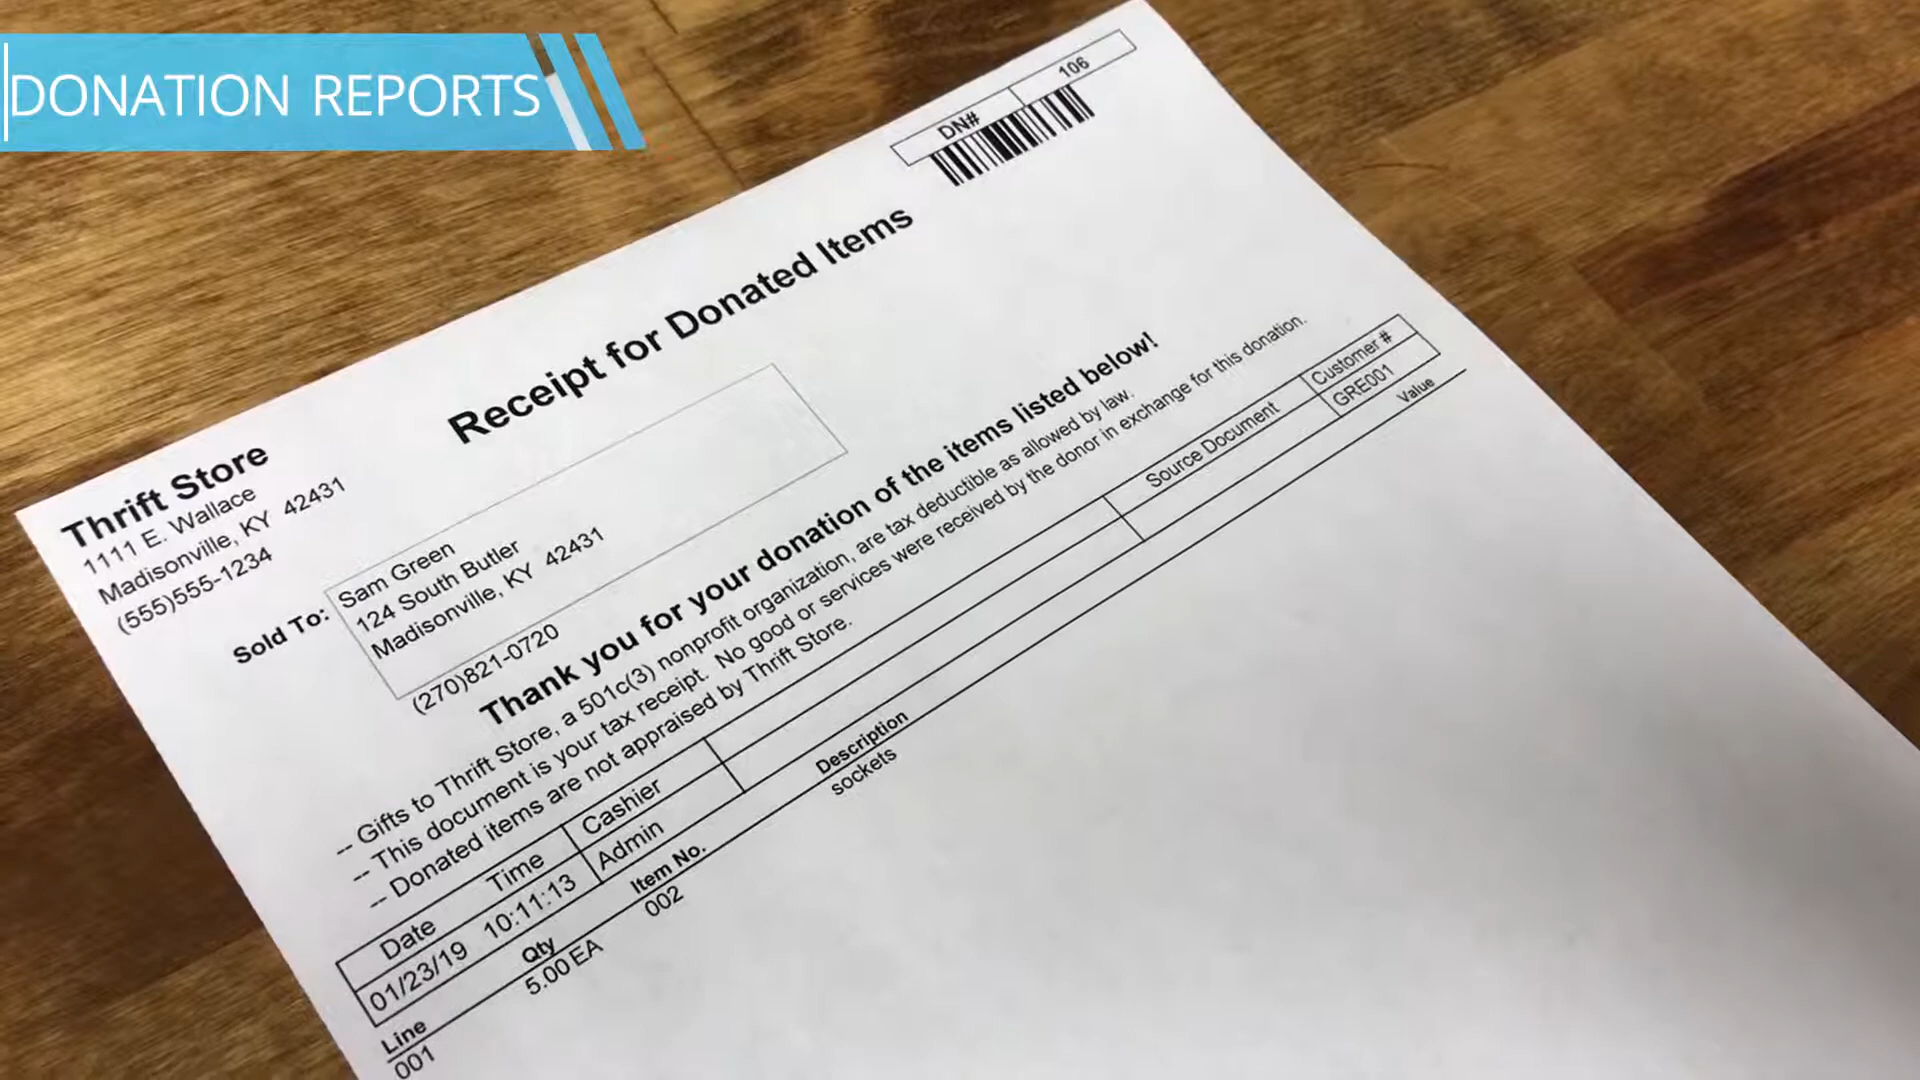 DONATION REPORTS
DN# 106
Receipt for Donated Items
Thrift Store
1111 E. Wallace
Madisonville, KY 42431
(555)555-1234
Sold To:
Sam Green
124 South Butler
Madisonville, KY 42431
(270)821-0720
Thank you for your donation of the items listed below!
-- Gifts to Thrift Store, a 501c(3) nonprofit organization, are tax deductible as allowed by law.
-- This document is your tax receipt. No good or services were received by the donor in exchange for this donation.
-- Donated items are not appraised by Thrift Store.
Date Time Cashier Source Document Customer #
01/23/19 10:11:13 Admin GRE001
Line Qty Item No. Description Value
001 5.00 EA 002 sockets